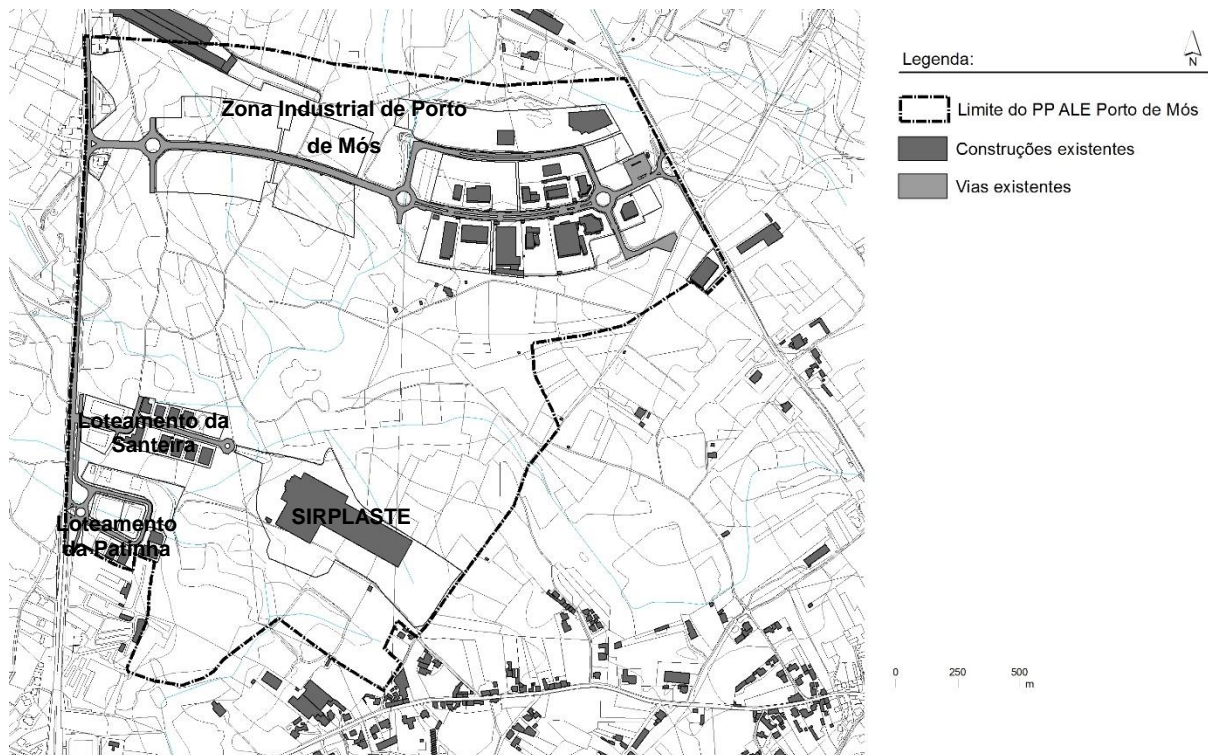 Zona Industrial de Porto
de Mós
Loteamento da
Santeira
SIRPLASTE
Loteamento
da Patinha
Legenda:
N
Limite do PP ALE Porto de Mós
Construções existentes
Vias existentes
0 250 500
m